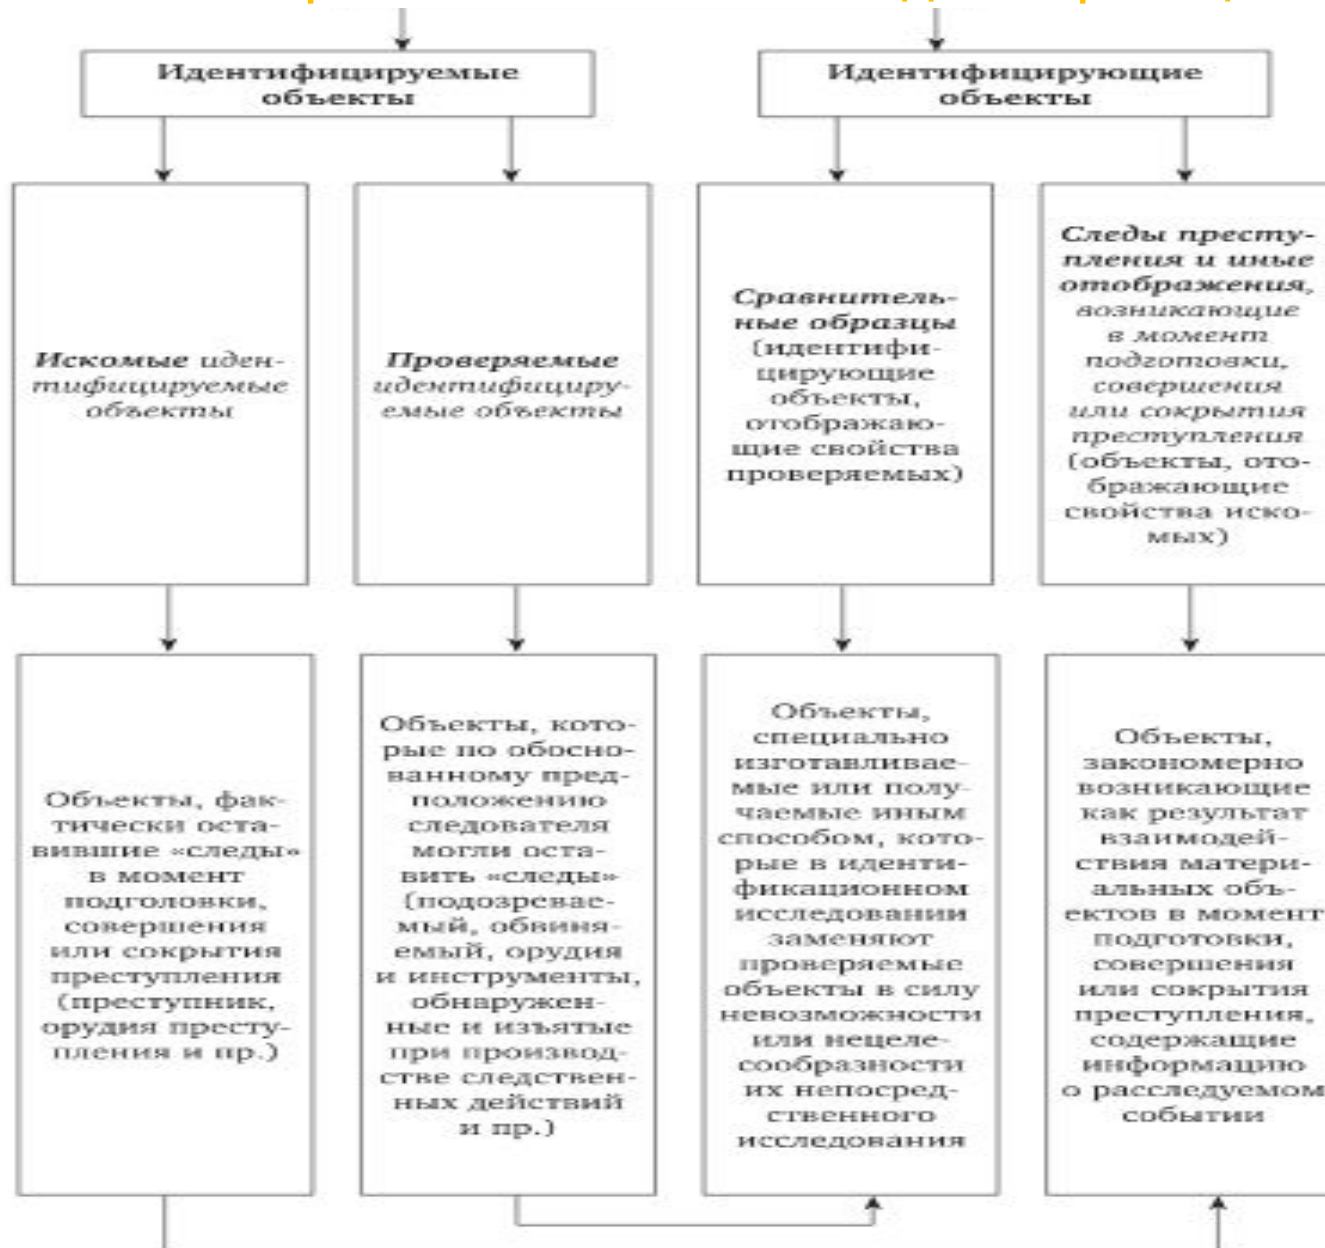 Идентифицируемые
объекты
Идентифицирующие
объекты
Искомые иден-
тифицируемые
объекты
Проверяемые
идентифициру-
емые объекты
Сравнитель-
ные образцы
(идентифи-
цирующие
объекты,
отображаю-
щие свойства
проверяемых)
Следы престу-
пления и иные
отображения,
возникающие
в момент
подготовки,
совершения
или сокрытия
преступления
(объекты, ото-
бражающие
свойства иско-
мых)
Объекты, фак-
тически оста-
вившие «следы»
в момент
подголовки,
совершения
или сокрытия
преступления
(преступник,
орудия престу-
пления и пр.)
Объекты, кото-
рые по обосно-
ванному пред-
положению
следователя
могли оста-
вить «следы»
(подозревае-
мый, обвиня-
емый, орудия
и инструменты,
обнаружен-
ные и изъятые
при производ-
стве следствен-
ных действий
и пр.)
Объекты,
специально
изготавливае-
мые или полу-
чаемые иным
способом, кото-
рые в иденти-
фикационном
исследовании
заменяют
проверяемые
объекты в силу
невозможности
или нецеле-
сообразности
их непосред-
ственного
исследования
Объекты,
закономерно
возникающие
как результат
взаимодей-
ствия матери-
альных объ-
ектов в момент
подготовки,
совершения
или сокрытия
преступления,
содержащие
информацию
о расследуемом
событии